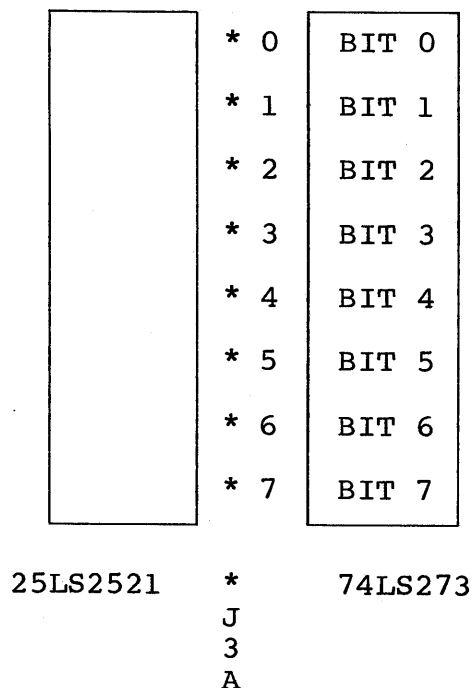 * 0 BIT 0
* 1 BIT 1
* 2 BIT 2
* 3 BIT 3
* 4 BIT 4
* 5 BIT 5
* 6 BIT 6
* 7 BIT 7
25LS2521 * 74LS273
J
3
A